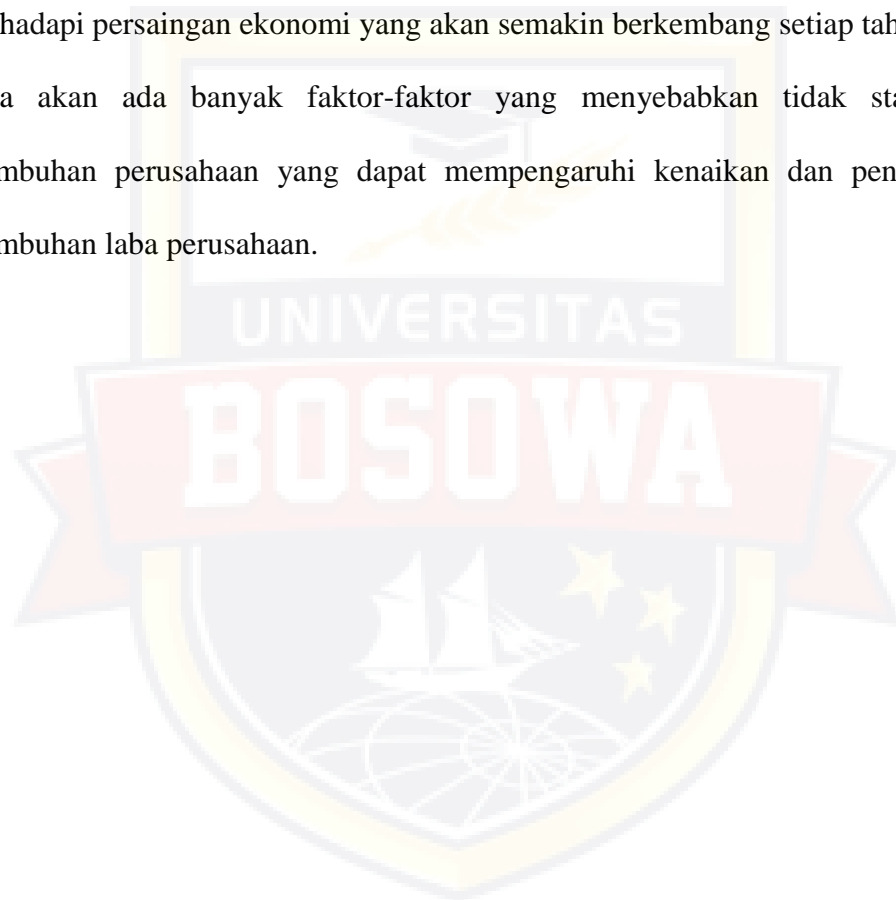 hadapi persaingan ekonomi yang akan semakin berkembang setiap tah
a akan ada banyak faktor-faktor yang menyebabkan tidak sta
mbuhan perusahaan yang dapat mempengaruhi kenaikan dan pen
mbuhan laba perusahaan.
UNIVERSITAS
BOSOWA